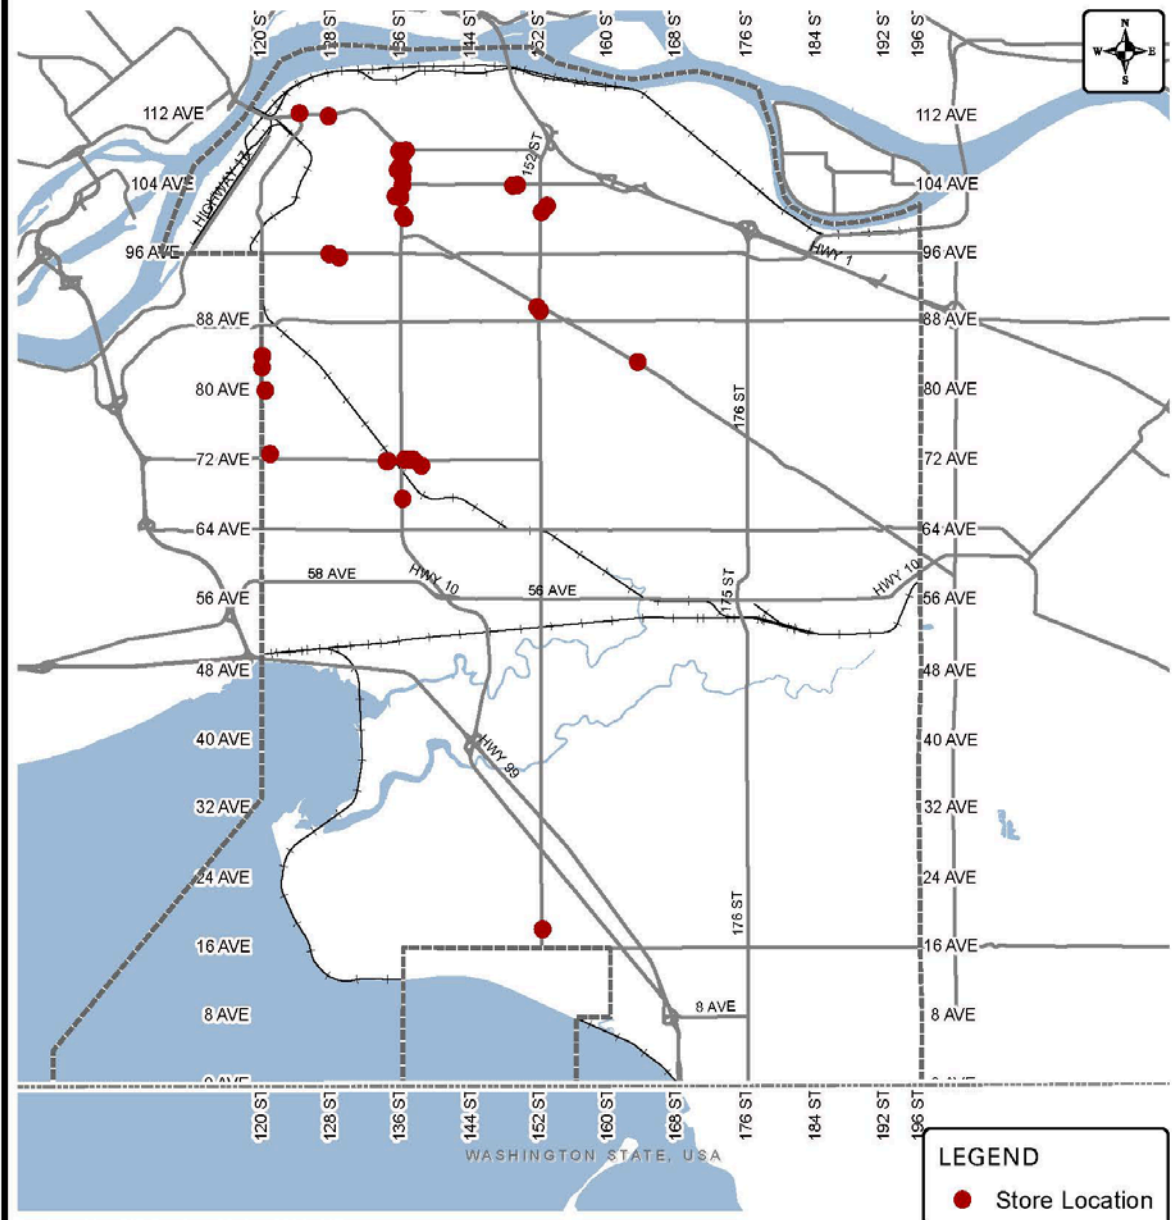 120 ST
128 ST
136 ST
144 ST
152 ST
160 ST
168 ST
176 ST
184 ST
192 ST
196 ST
N
W E
S
112 AVE
112 AVE
152 ST
HIGHWAY 17
104 AVE
104 AVE
96 AVE
HWY 1
96 AVE
88 AVE
88 AVE
80 AVE
176 ST
80 AVE
72 AVE
72 AVE
64 AVE
64 AVE
58 AVE
HWY 10
56 AVE
175 ST
HWY 10
56 AVE
56 AVE
48 AVE
48 AVE
40 AVE
HWY 99
40 AVE
32 AVE
32 AVE
24 AVE
24 AVE
176 ST
16 AVE
16 AVE
8 AVE
8 AVE
8 AVE
0 AVE
0 AVE
120 ST
128 ST
136 ST
144 ST
152 ST
160 ST
168 ST
176 ST
184 ST
192 ST
196 ST
WASHINGTON STATE, USA
LEGEND
Store Location